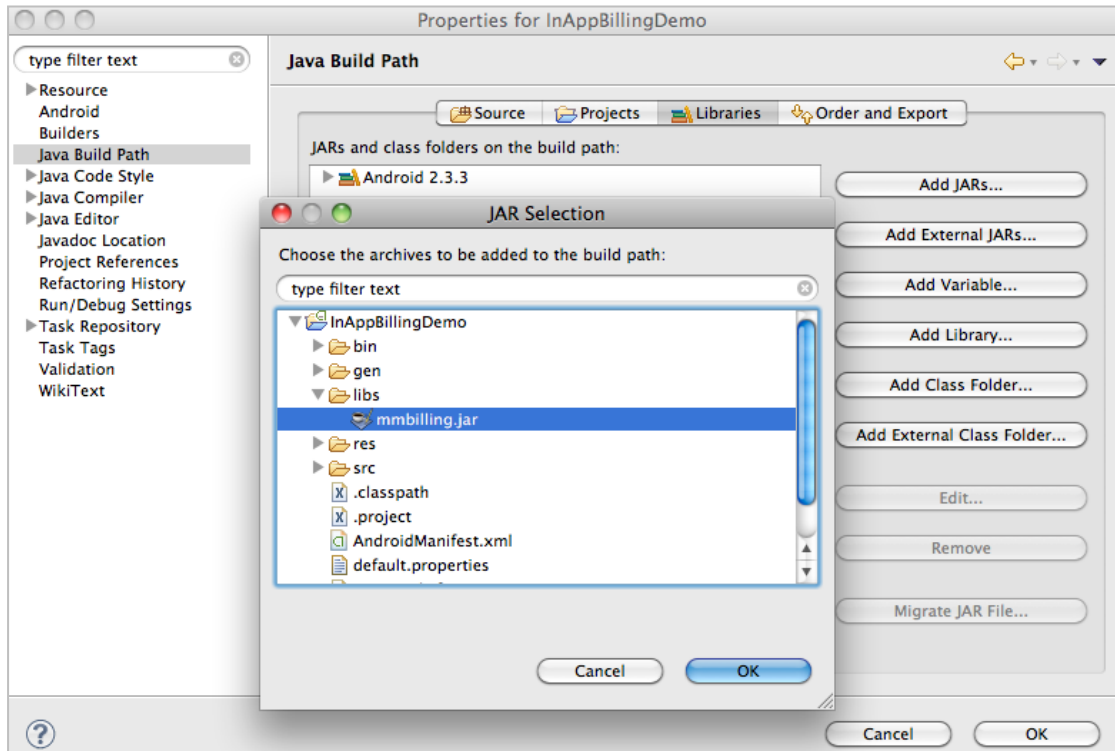 Properties for InAppBillingDemo
type filter text
Resource
Android
Builders
Java Build Path
Java Code Style
Java Compiler
Java Editor
Javadoc Location
Project References
Refactoring History
Run/Debug Settings
Task Repository
Task Tags
Validation
WikiText
Java Build Path
Source Projects Libraries Order and Export
JARs and class folders on the build path:
Android 2.3.3
Add JARs...
Add External JARs...
Add Variable...
Add Library...
Add Class Folder...
Add External Class Folder...
Edit...
Remove
Migrate JAR File...
JAR Selection
Choose the archives to be added to the build path:
type filter text
InAppBillingDemo
bin
gen
libs
mmbilling.jar
res
src
.classpath
.project
AndroidManifest.xml
default.properties
Cancel OK
Cancel OK